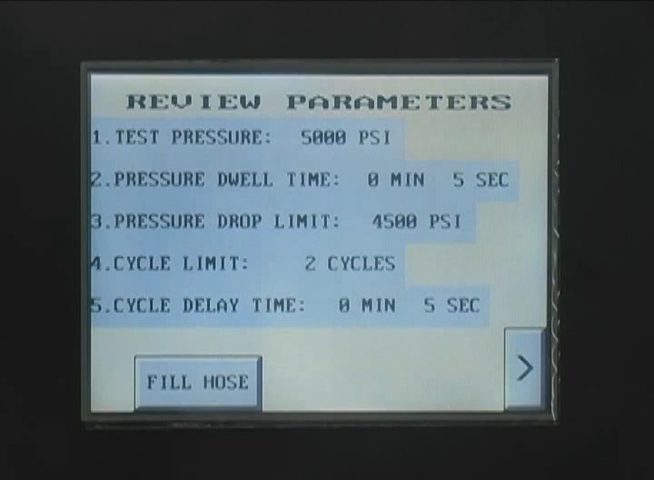 REVIEW PARAMETERS
1.TEST PRESSURE: 5000 PSI
2.PRESSURE DWELL TIME: 0 MIN 5 SEC
3.PRESSURE DROP LIMIT: 4500 PSI
4.CYCLE LIMIT: 2 CYCLES
5.CYCLE DELAY TIME: 0 MIN 5 SEC
>
FILL HOSE